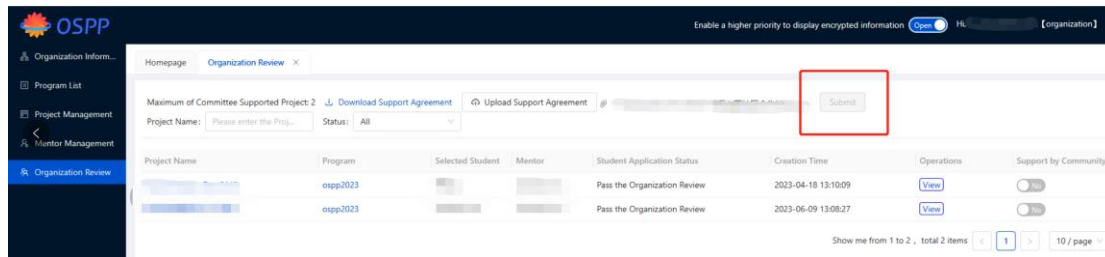 OSPP
Enable a higher priority to display encrypted information Open Hi, 【organization】
Organization Inform...
Program List
Project Management
Mentor Management
Organization Review
Homepage Organization Review ×
Maximum of Committee Supported Project: 2 Download Support Agreement Upload Support Agreement Submit
Project Name: Please enter the Proj... Status: All
Project Name Program Selected Student Mentor Student Application Status Creation Time Operations Support by Community
ospp2023 Pass the Organization Review 2023-04-18 13:10:09 View No
ospp2023 Pass the Organization Review 2023-06-09 13:08:27 View No
Show me from 1 to 2 , total 2 items < 1 > 10 / page